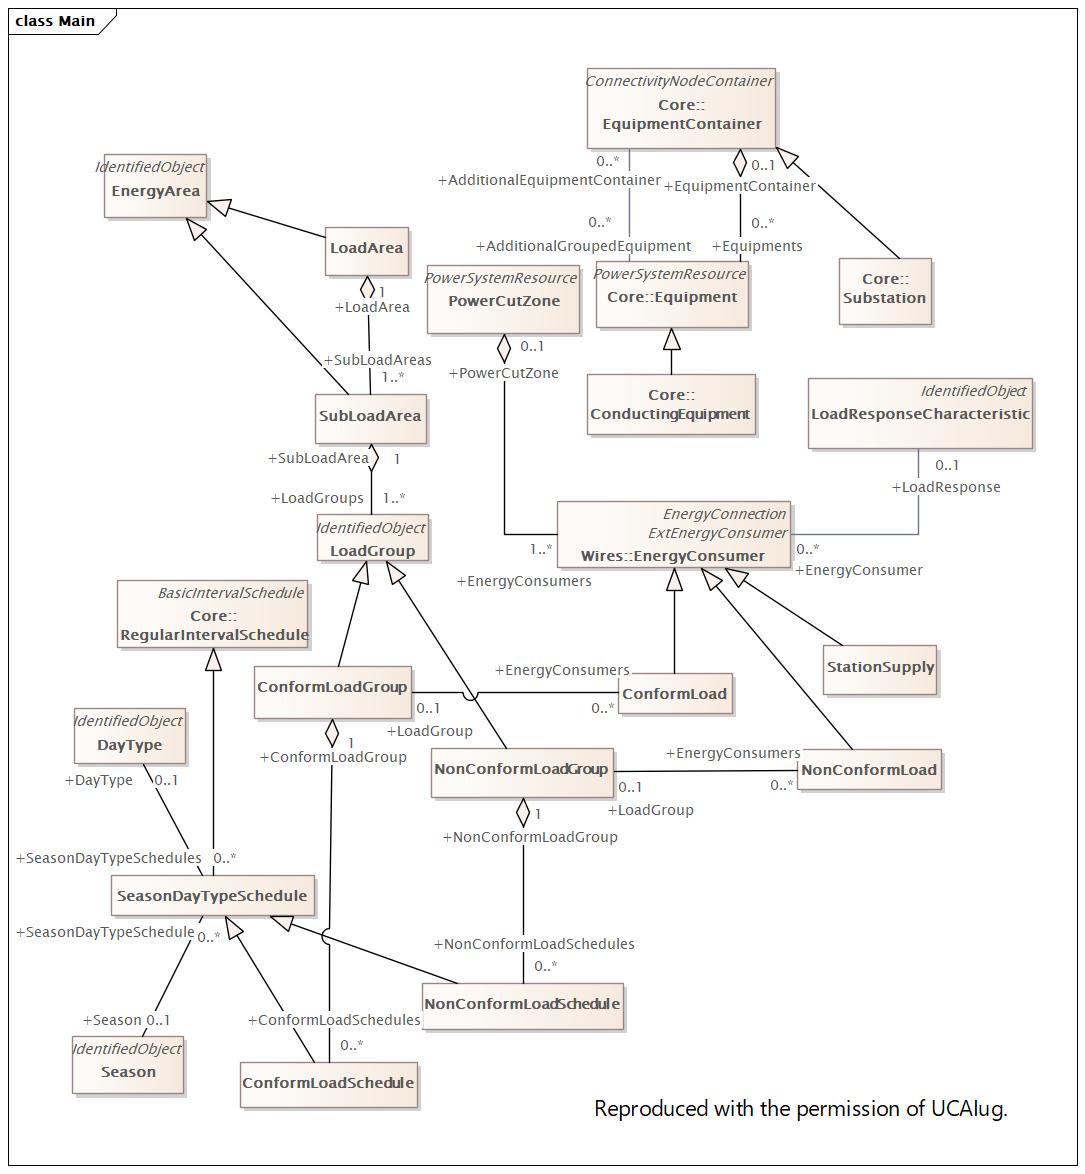 class Main
ConnectivityNodeContainer
Core::
EquipmentContainer
0..*
+AdditionalEquipmentContainer
0..1
+EquipmentContainer
IdentifiedObject
EnergyArea
LoadArea
1
+LoadArea
0..*
+AdditionalGroupedEquipment
0..*
+Equipments
PowerSystemResource
PowerCutZone
PowerSystemResource
Core::Equipment
Core::
Substation
0..1
+PowerCutZone
+SubLoadAreas
1..*
SubLoadArea
Core::
ConductingEquipment
IdentifiedObject
LoadResponseCharacteristic
+SubLoadArea
1
0..1
+LoadResponse
+LoadGroups
1..*
IdentifiedObject
LoadGroup
EnergyConnection
ExtEnergyConsumer
Wires::EnergyConsumer
1..*
+EnergyConsumers
0..*
+EnergyConsumer
BasicIntervalSchedule
Core::
RegularIntervalSchedule
ConformLoadGroup
+EnergyConsumers
0..1
+LoadGroup
0..*
ConformLoad
StationSupply
IdentifiedObject
DayType
+DayType
0..1
1
+ConformLoadGroup
NonConformLoadGroup
+EnergyConsumers
0..1
+LoadGroup
0..*
NonConformLoad
1
+NonConformLoadGroup
+SeasonDayTypeSchedules
0..*
SeasonDayTypeSchedule
+SeasonDayTypeSchedule
0..*
+NonConformLoadSchedules
0..*
NonConformLoadSchedule
+Season
0..1
IdentifiedObject
Season
+ConformLoadSchedules
0..*
ConformLoadSchedule
Reproduced with the permission of UCAIug.